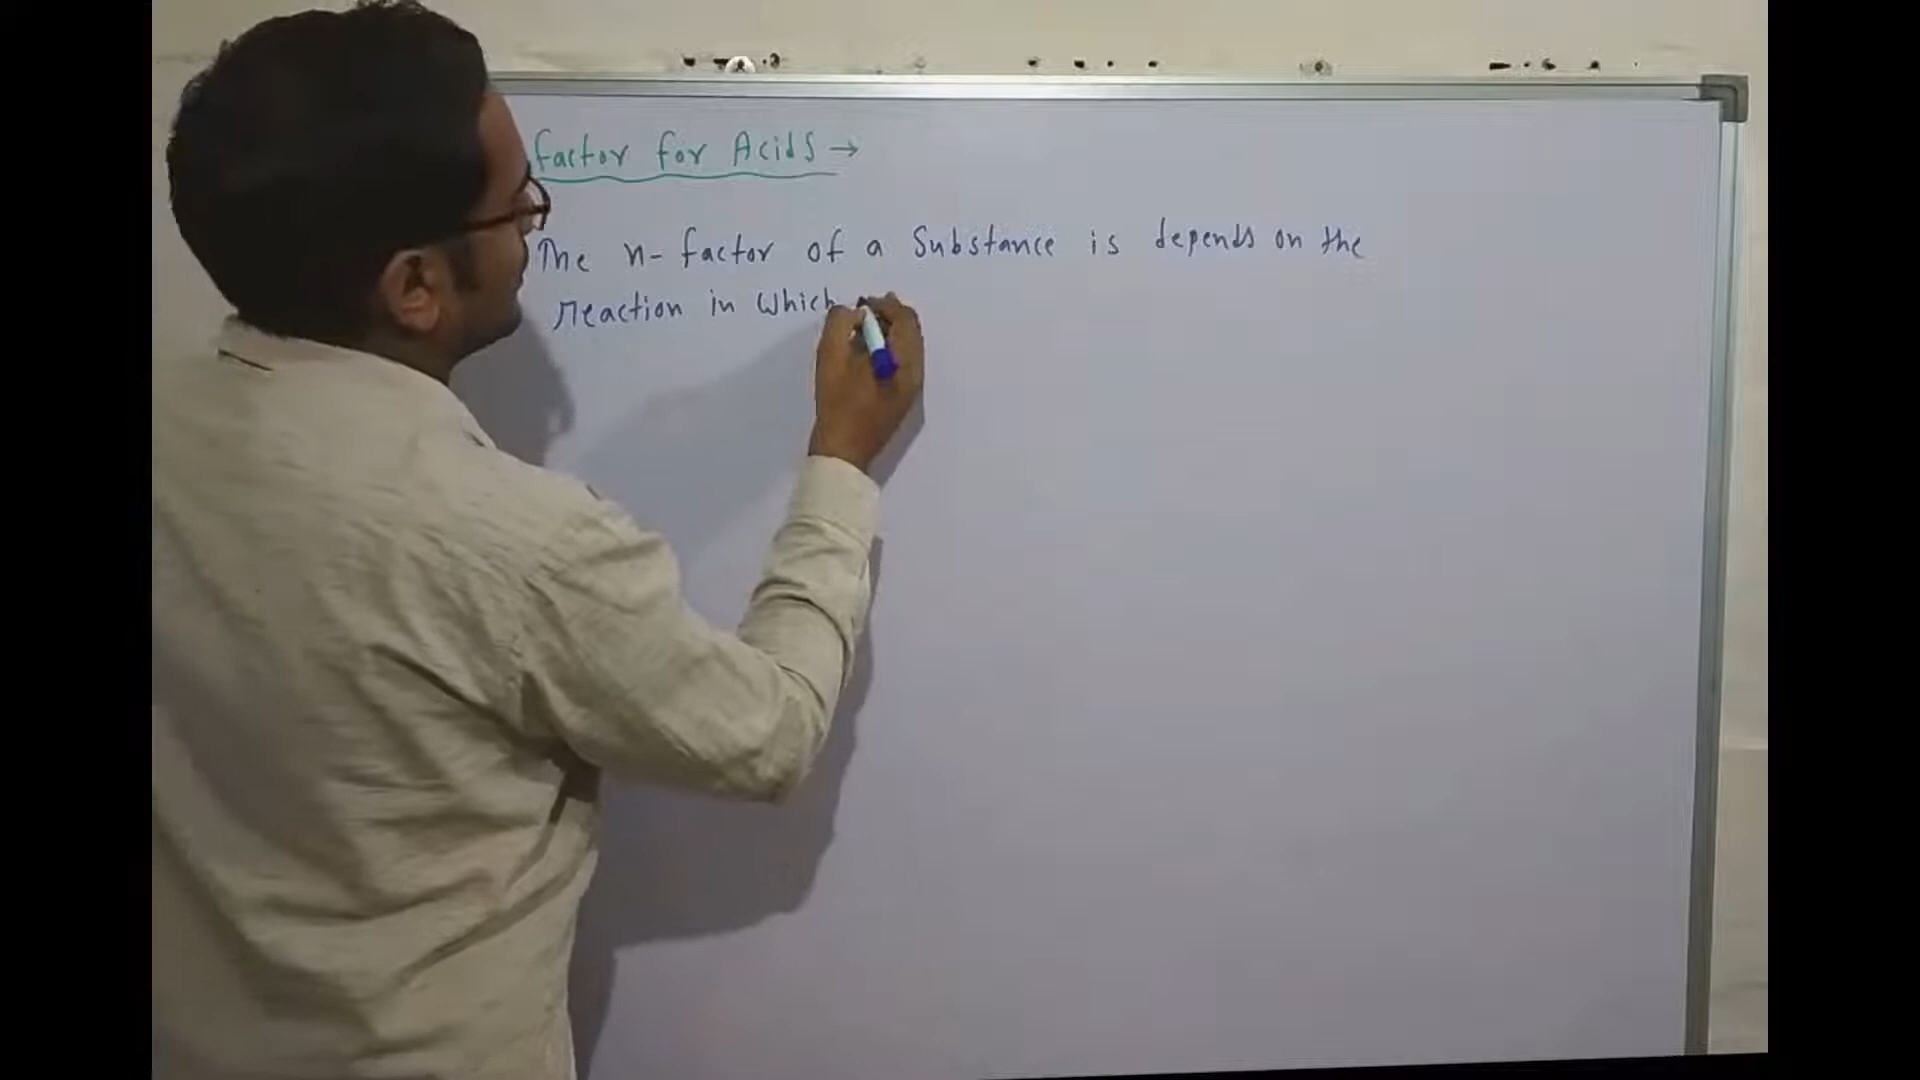 factor for Acids →
The n-factor of a Substance is depends on the
reaction in which